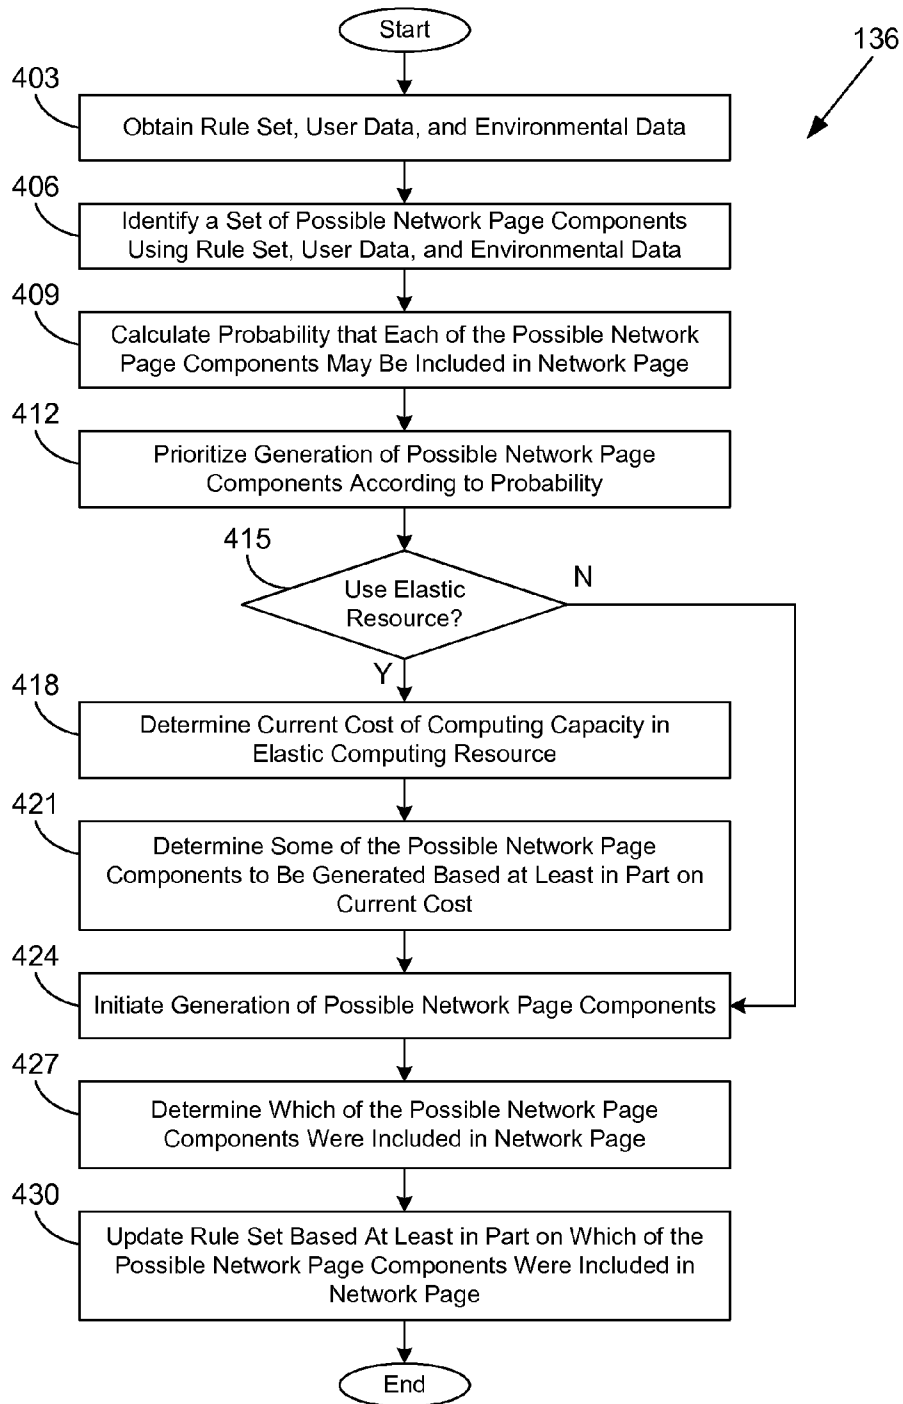 Start
136
403
Obtain Rule Set, User Data, and Environmental Data
406
Identify a Set of Possible Network Page Components
Using Rule Set, User Data, and Environmental Data
409
Calculate Probability that Each of the Possible Network
Page Components May Be Included in Network Page
412
Prioritize Generation of Possible Network Page
Components According to Probability
415
Use Elastic
Resource?
N
Y
418
Determine Current Cost of Computing Capacity in
Elastic Computing Resource
421
Determine Some of the Possible Network Page
Components to Be Generated Based at Least in Part on
Current Cost
424
Initiate Generation of Possible Network Page Components
427
Determine Which of the Possible Network Page
Components Were Included in Network Page
430
Update Rule Set Based At Least in Part on Which of the
Possible Network Page Components Were Included in
Network Page
End